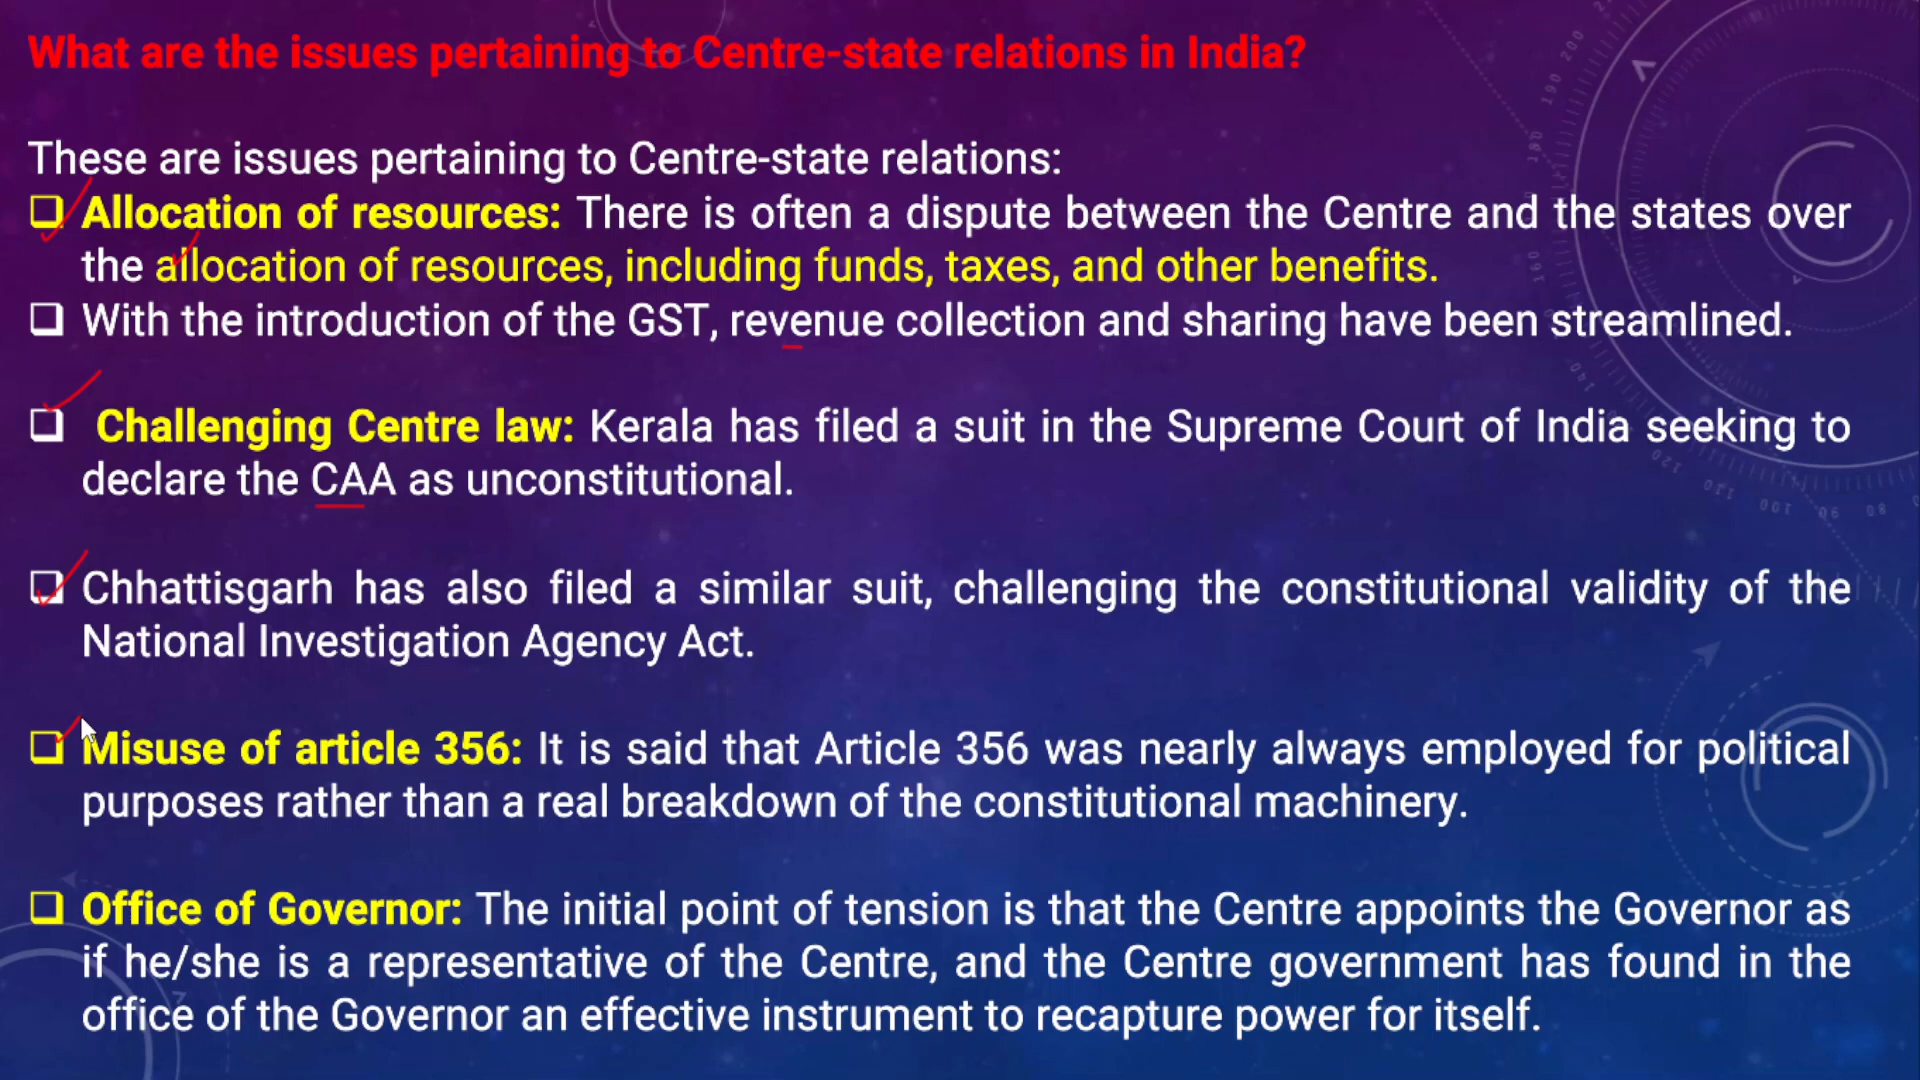 What are the issues pertaining to Centre-state relations in India?
These are issues pertaining to Centre-state relations:
Allocation of resources: There is often a dispute between the Centre and the states over
the allocation of resources, including funds, taxes, and other benefits.
With the introduction of the GST, revenue collection and sharing have been streamlined.
Challenging Centre law: Kerala has filed a suit in the Supreme Court of India seeking to
declare the CAA as unconstitutional.
Chhattisgarh has also filed a similar suit, challenging the constitutional validity of the
National Investigation Agency Act.
Misuse of article 356: It is said that Article 356 was nearly always employed for political
purposes rather than a real breakdown of the constitutional machinery.
Office of Governor: The initial point of tension is that the Centre appoints the Governor as
if he/she is a representative of the Centre, and the Centre government has found in the
office of the Governor an effective instrument to recapture power for itself.